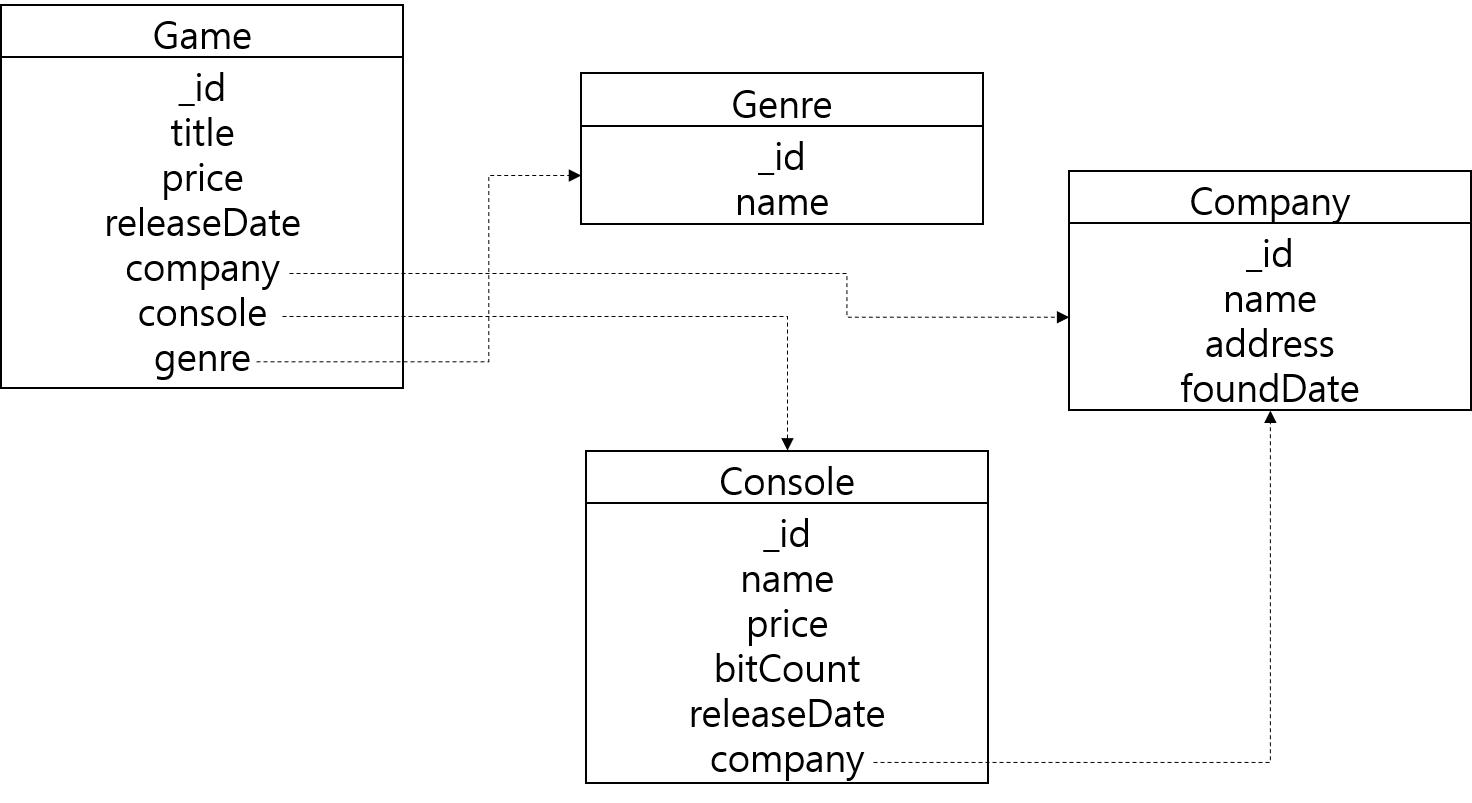 Game
_id
title
price
releaseDate
company
console
genre
Genre
_id
name
Company
_id
name
address
foundDate
Console
_id
name
price
bitCount
releaseDate
company